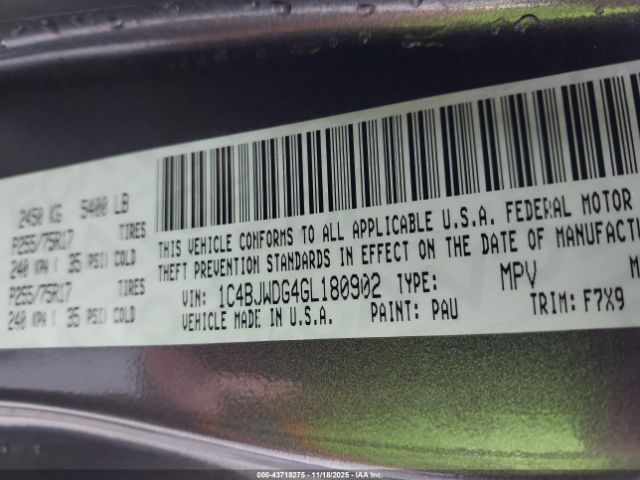 2450 KG 5400 LB
P255/75R17 TIRES
240 KPA ( 35 PSI) COLD
P255/75R17 TIRES
240 KPA ( 35 PSI) COLD
THIS VEHICLE CONFORMS TO ALL APPLICABLE U.S.A. FEDERAL MOTOR
THEFT PREVENTION STANDARDS IN EFFECT ON THE DATE OF MANUFACTU
VIN: 1C4BJWDG4GL180902 TYPE: MPV M
VEHICLE MADE IN U.S.A. PAINT: PAU TRIM: F7X9
000-43718275 - 11/18/2025 - IAAI, INC.